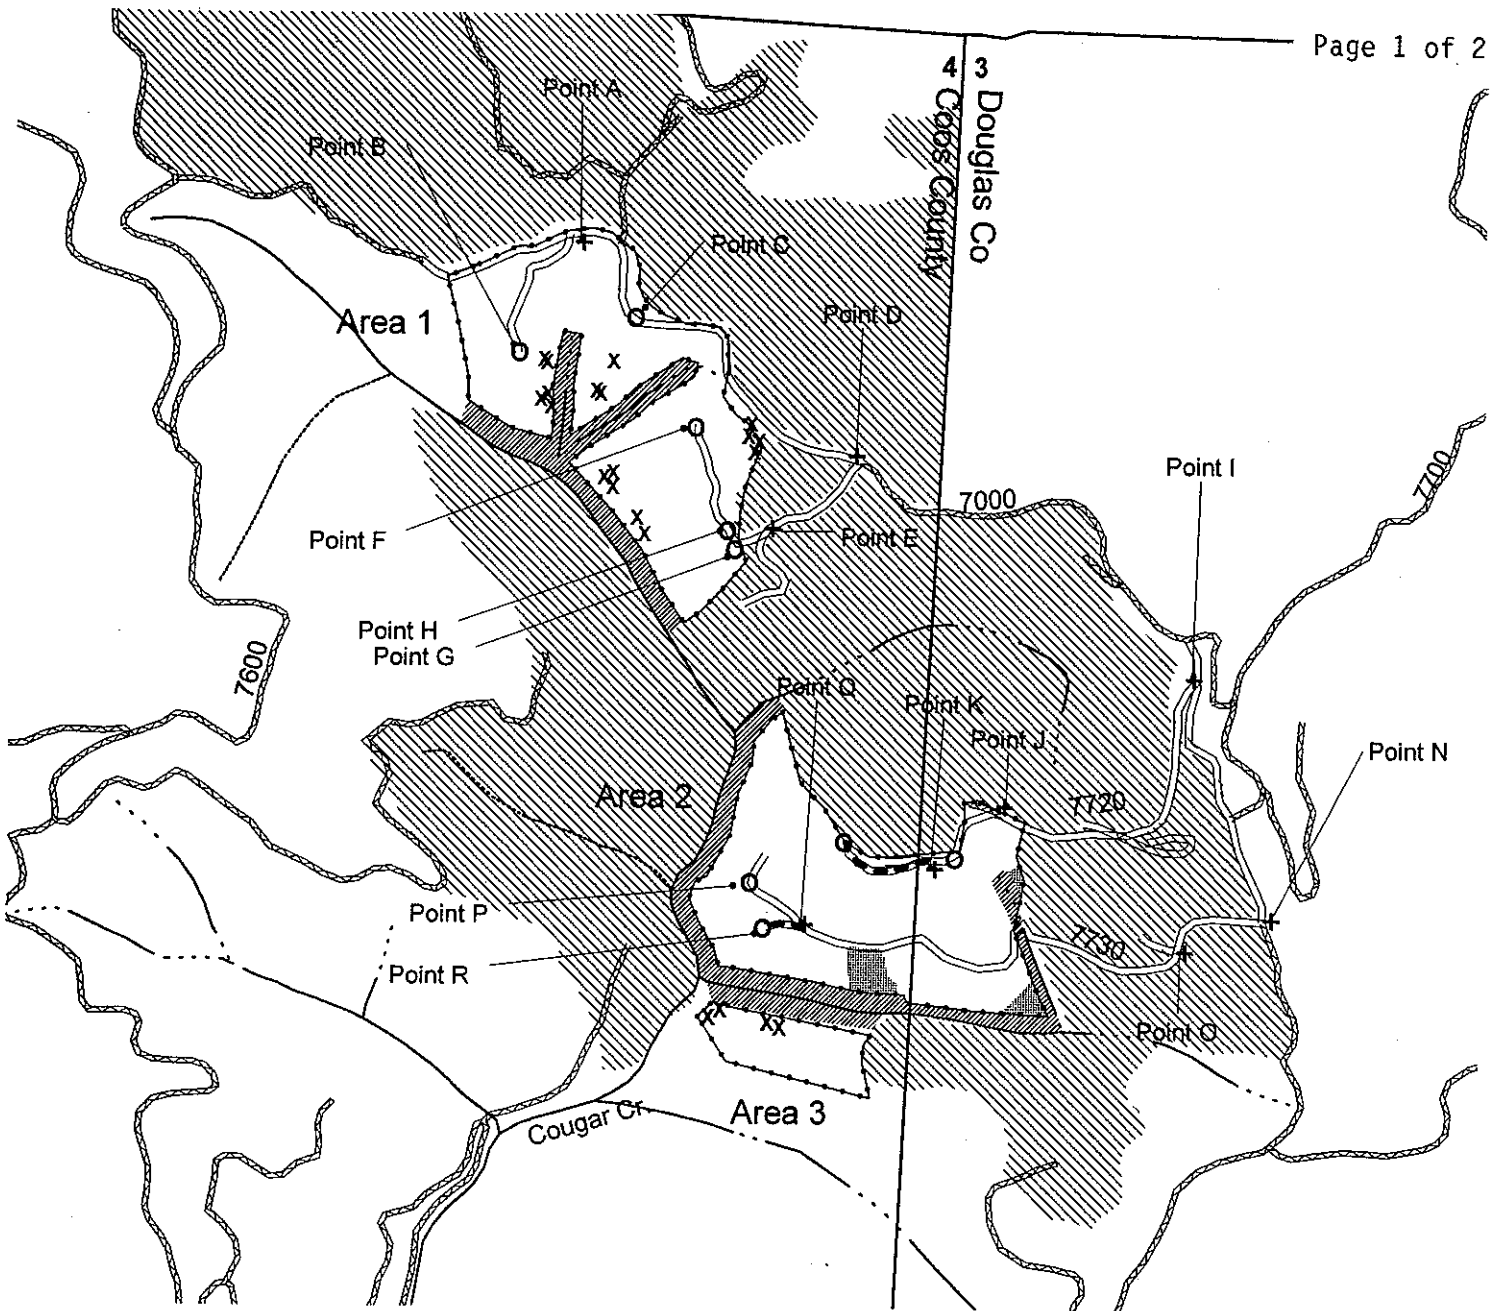 Page 1 of 2
4 3
Douglas Co
Coos County
Point A
Point B
Point C
Area 1
Point D
Point I
7700
7000
Point F
Point E
Point H
Point G
7600
Point Q
Point K
Point J
Point N
Area 2
7720
Point P
7730
Point R
Point O
Area 3
Cougar Cr.